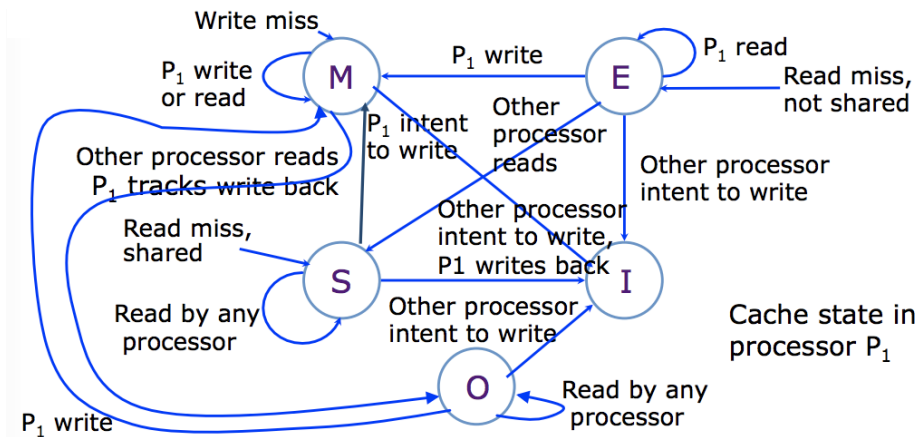 Write miss
M
P₁ write
or read
P₁ write
E
P₁ read
Read miss,
not shared
Other
processor
reads
P₁ intent
to write
Other processor reads
P₁ tracks write back
Other processor
intent to write
Read miss,
shared
Other processor
intent to write,
P1 writes back
S
I
Read by any
processor
Other processor
intent to write
Cache state in
processor P₁
O
Read by any
processor
P₁ write